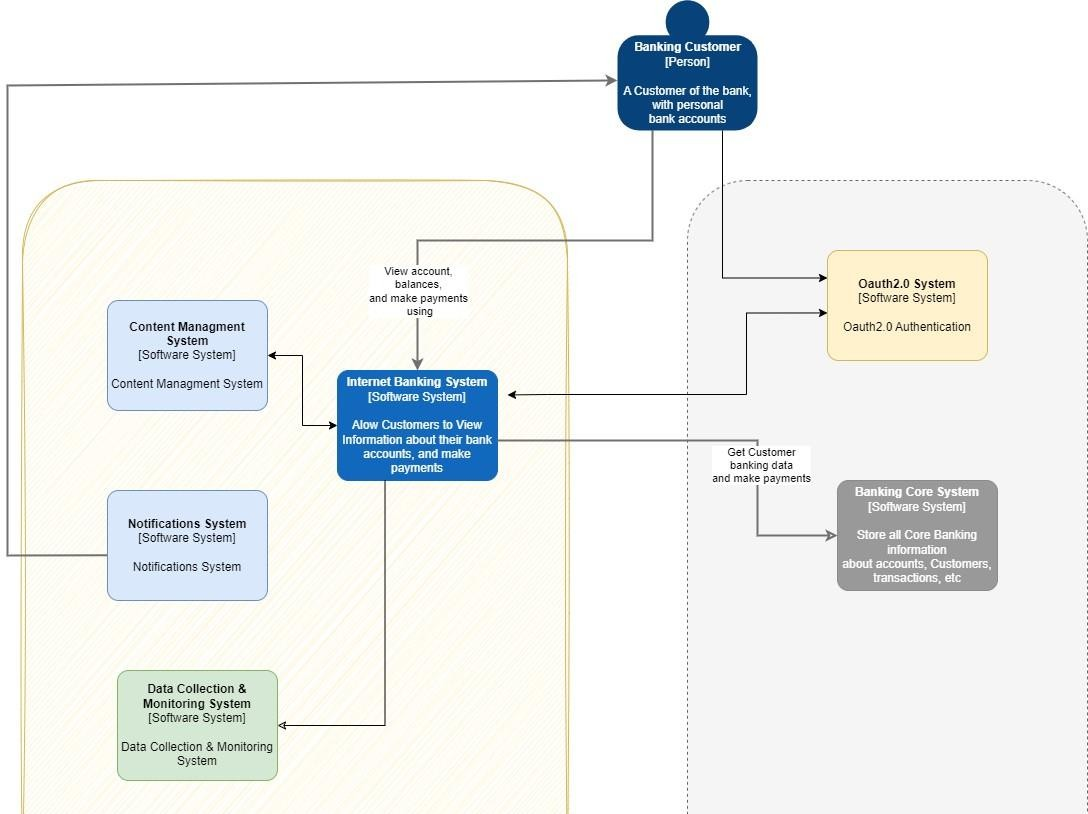 Banking Customer
[Person]
A Customer of the bank,
with personal
bank accounts
View account,
balances,
and make payments
using
Oauth2.0 System
[Software System]
Oauth2.0 Authentication
Content Managment
System
[Software System]
Content Managment System
Internet Banking System
[Software System]
Alow Customers to View
Information about their bank
accounts, and make
payments
Get Customer
banking data
and make payments
Banking Core System
[Software System]
Store all Core Banking
information
about accounts, Customers,
transactions, etc
Notifications System
[Software System]
Notifications System
Data Collection &
Monitoring System
[Software System]
Data Collection & Monitoring
System